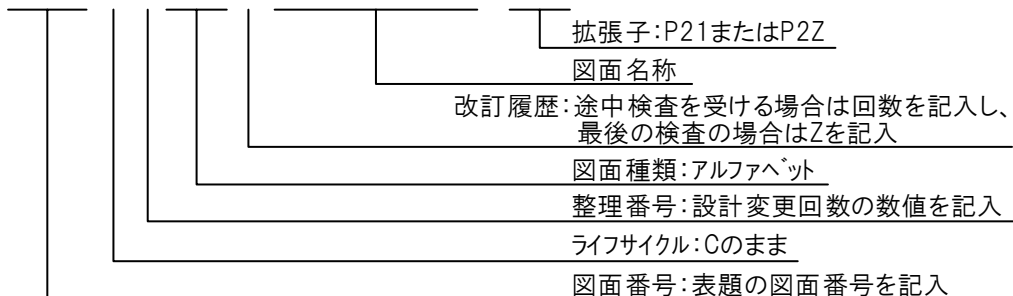 拡張子:P21またはP2Z
図面名称
改訂履歴:途中検査を受ける場合は回数を記入し、
最後の検査の場合はZを記入
図面種類:アルファベット
整理番号:設計変更回数の数値を記入
ライフサイクル:Cのまま
図面番号:表題の図面番号を記入